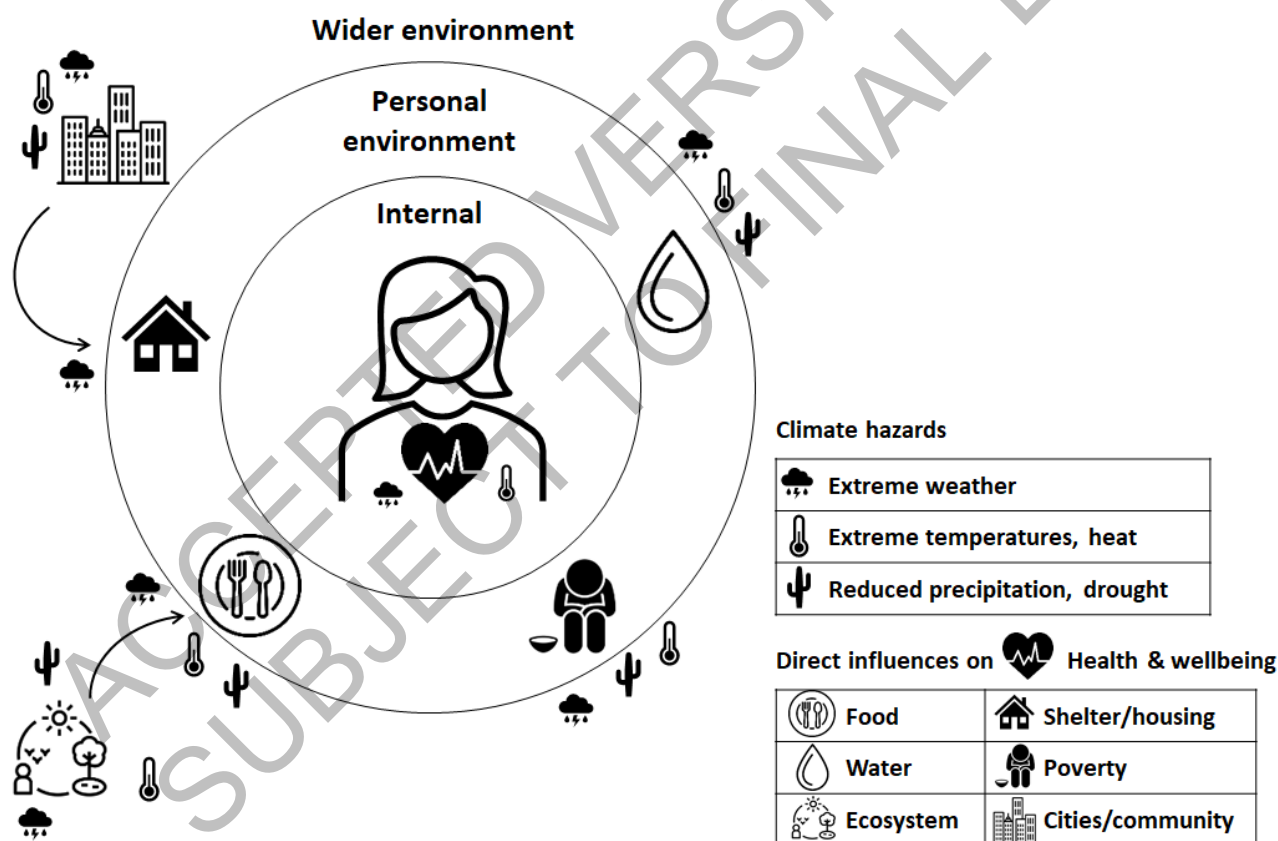 Wider environment
Personal
environment
Internal
Climate hazards
Extreme weather
Extreme temperatures, heat
Reduced precipitation, drought
Direct influences on Health & wellbeing
Food Shelter/housing
Water Poverty
Ecosystem Cities/community
ACCEPTED VERSI
SUBJECT TO FINAL E